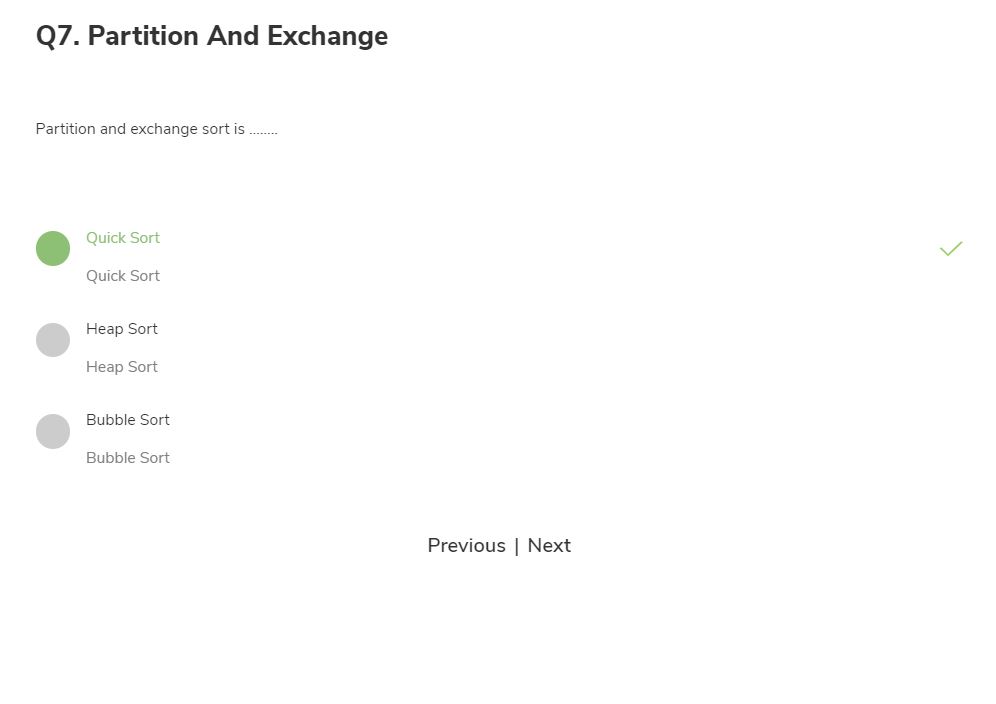 Q7. Partition And Exchange
Partition and exchange sort is ........
Quick Sort
Quick Sort
Heap Sort
Heap Sort
Bubble Sort
Bubble Sort
Previous | Next